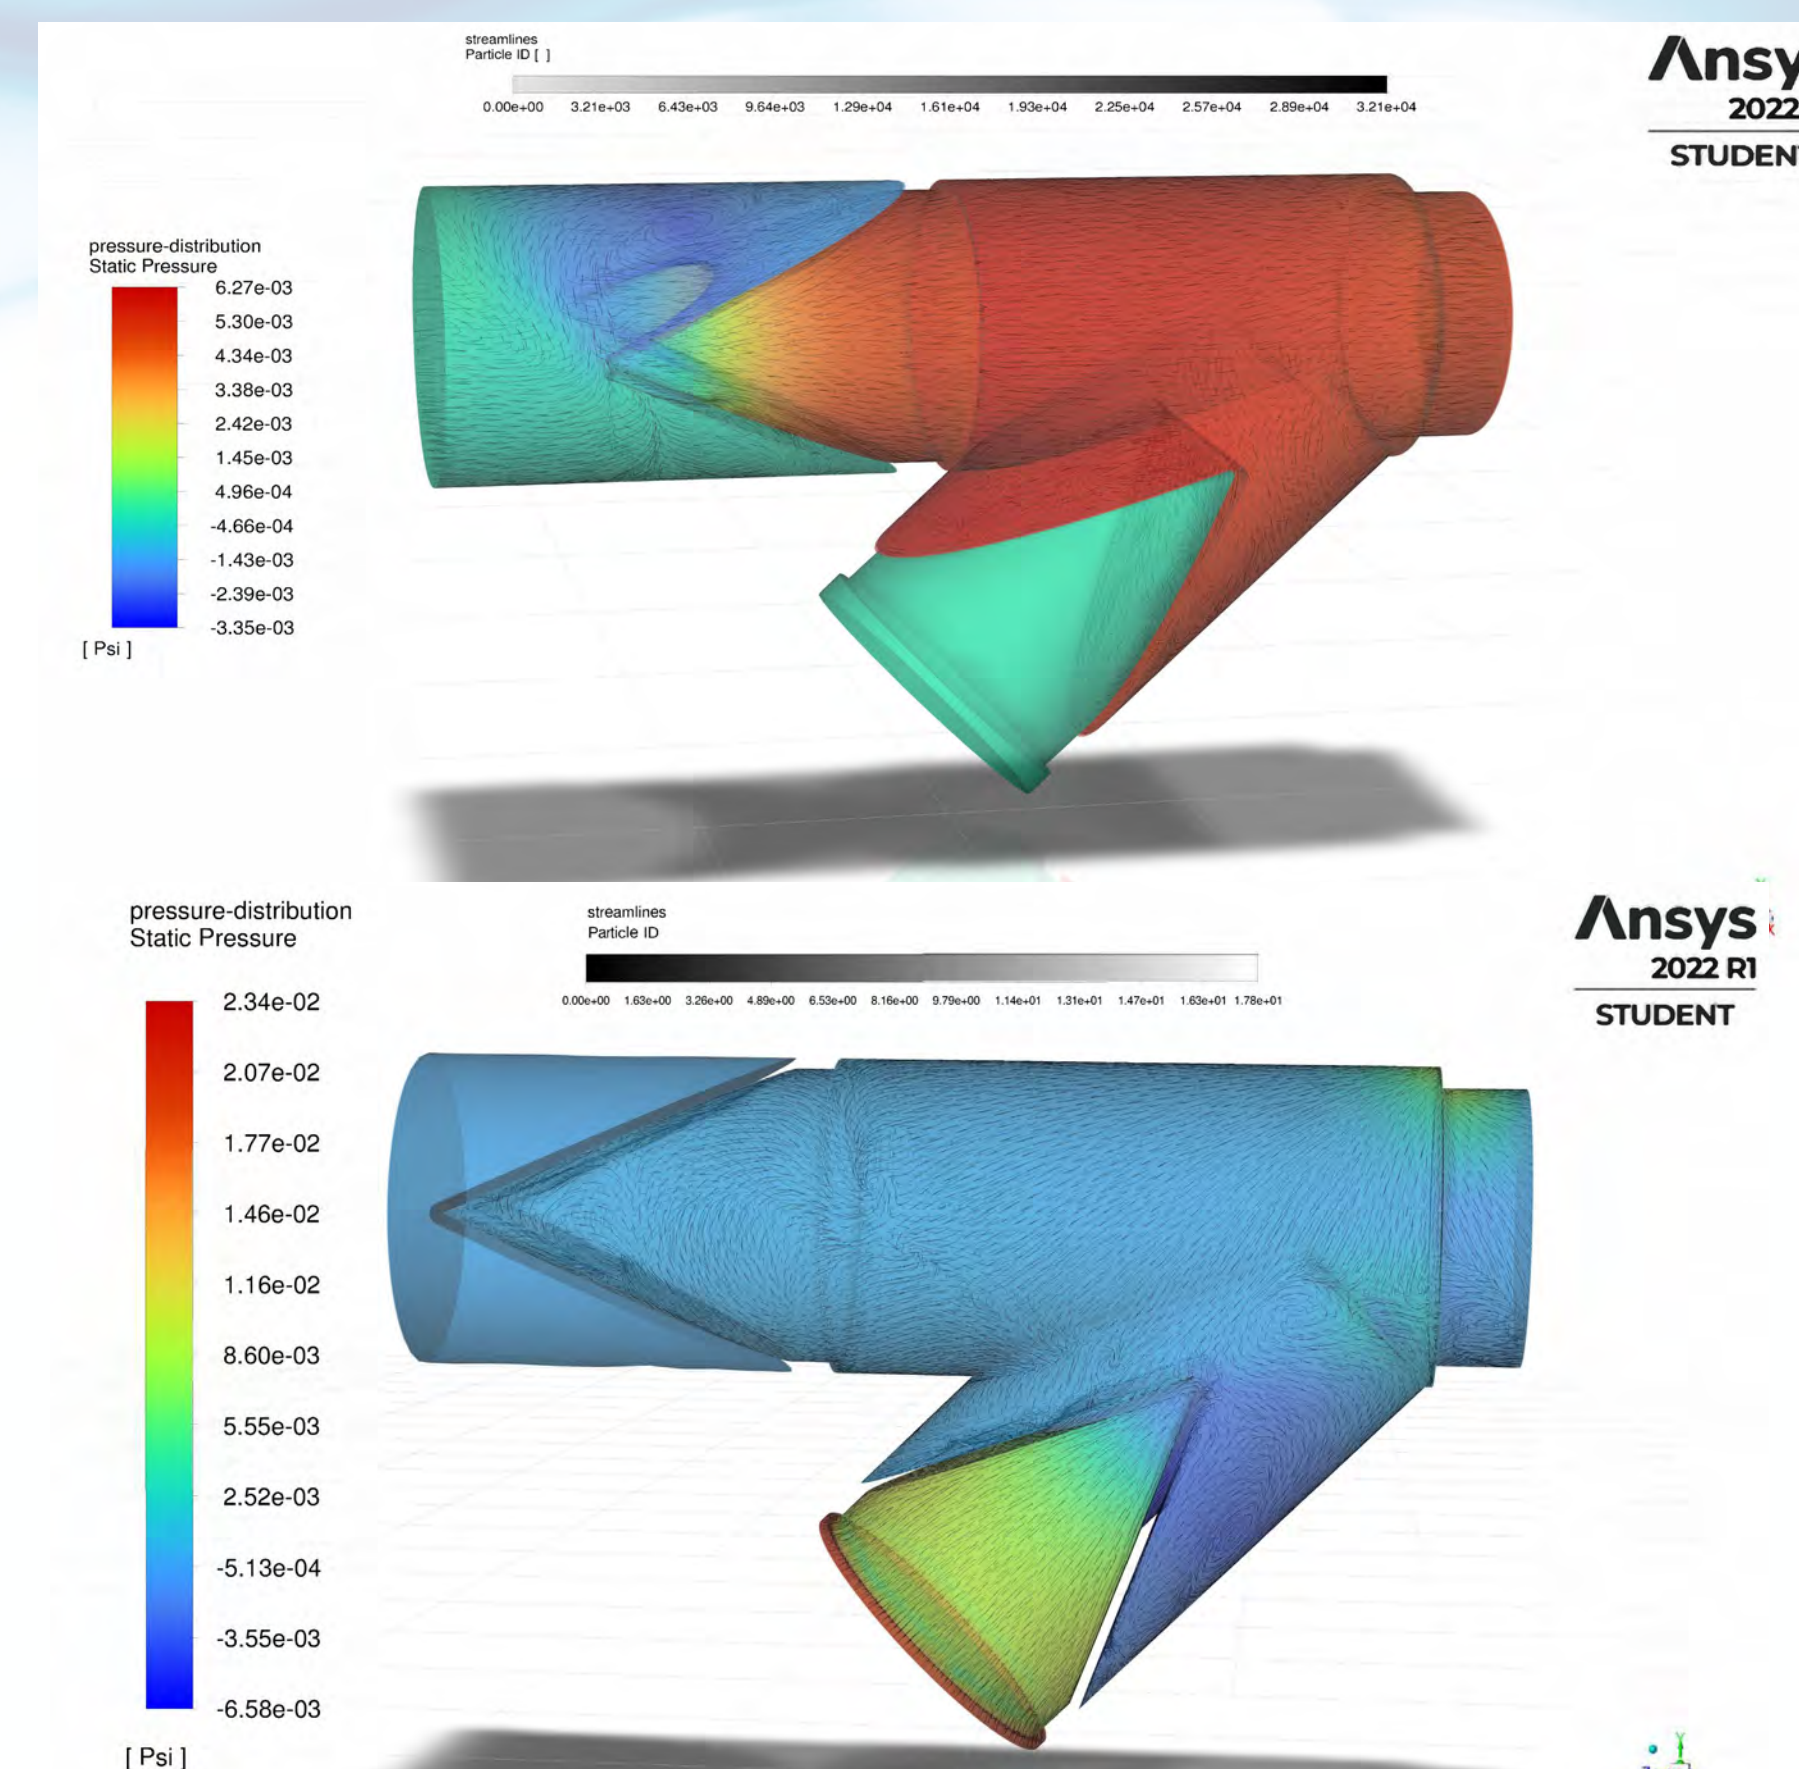 streamlines
Particle ID [ ]
0.00e+00 3.21e+03 6.43e+03 9.64e+03 1.29e+04 1.61e+04 1.93e+04 2.25e+04 2.57e+04 2.89e+04 3.21e+04
Ansy
2022
STUDENT
pressure-distribution
Static Pressure
6.27e-03
5.30e-03
4.34e-03
3.38e-03
2.42e-03
1.45e-03
4.96e-04
-4.66e-04
-1.43e-03
-2.39e-03
-3.35e-03
[ Psi ]
pressure-distribution
Static Pressure
2.34e-02
2.07e-02
1.77e-02
1.46e-02
1.16e-02
8.60e-03
5.55e-03
2.52e-03
-5.13e-04
-3.55e-03
-6.58e-03
[ Psi ]
streamlines
Particle ID
0.00e+00 1.63e+00 3.26e+00 4.89e+00 6.53e+00 8.16e+00 9.79e+00 1.14e+01 1.31e+01 1.47e+01 1.63e+01 1.78e+01
Ansys
2022 R1
STUDENT
Y